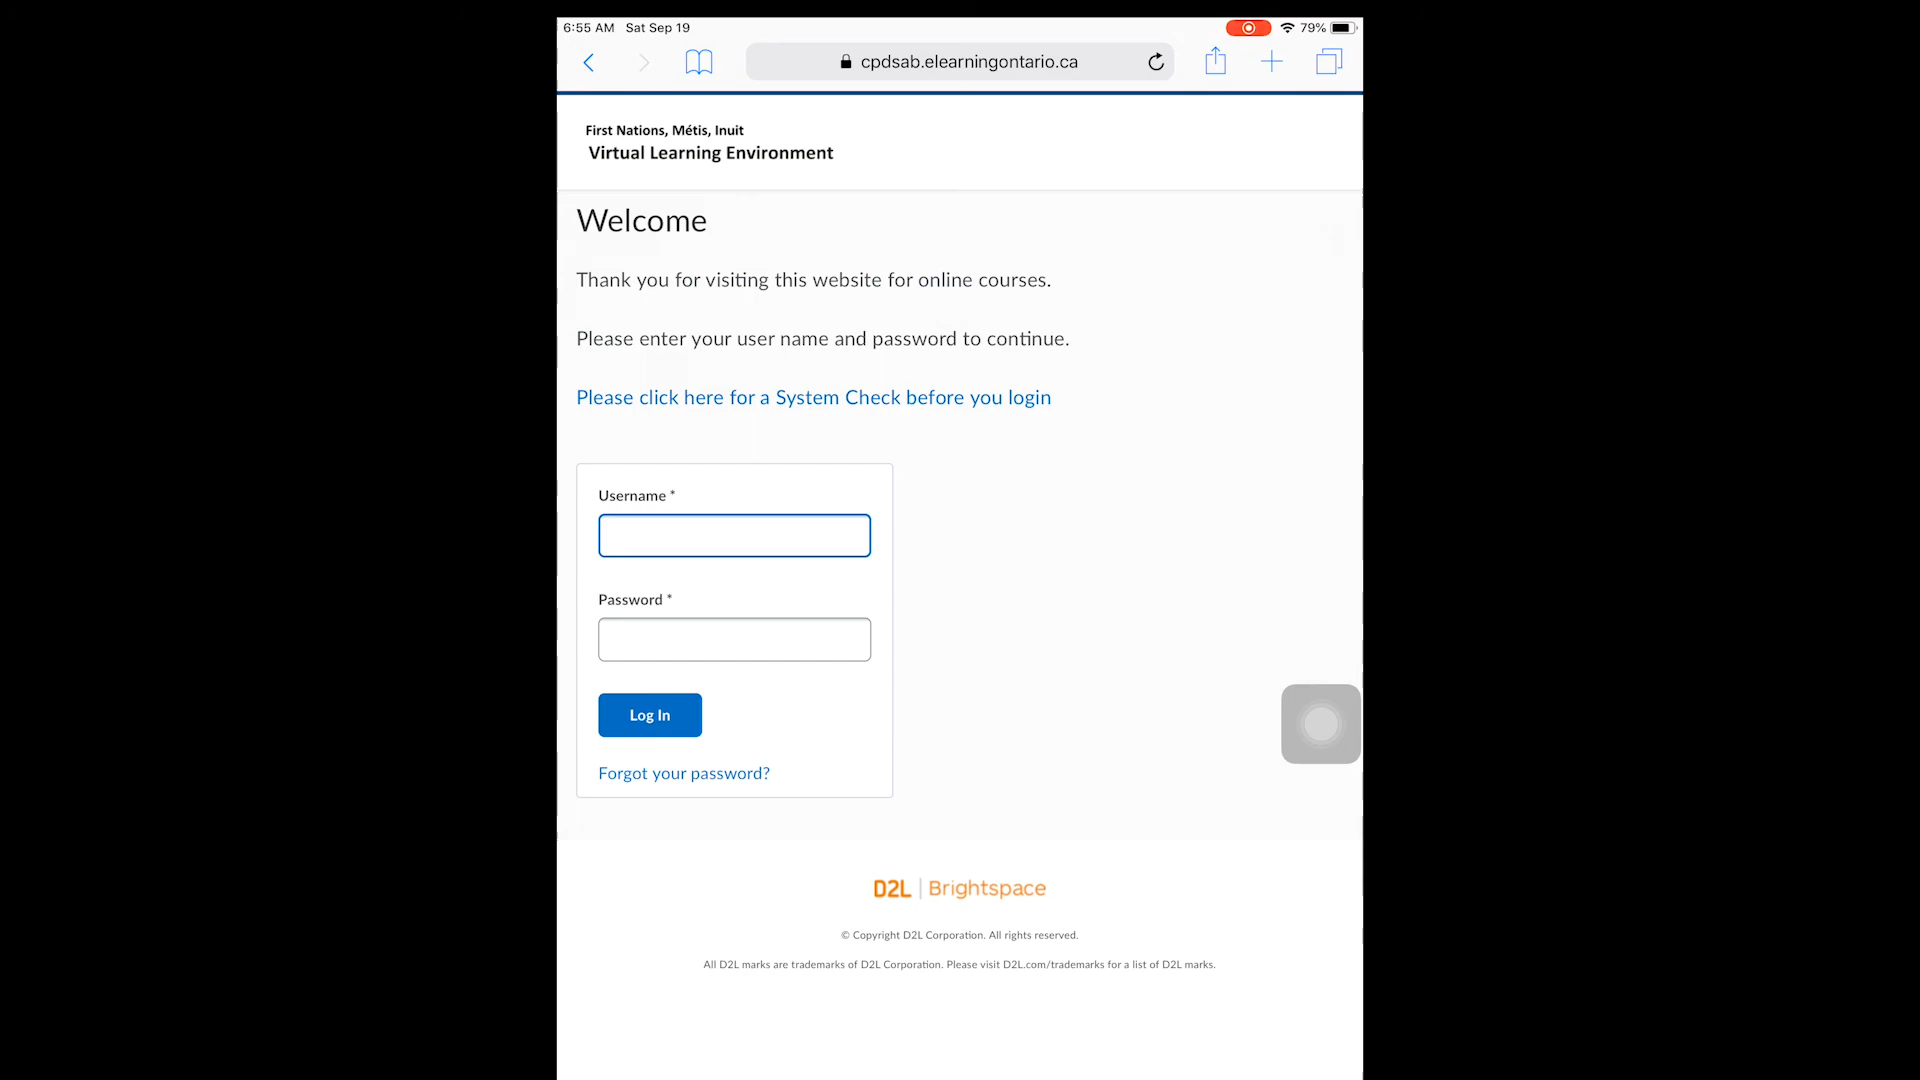 6:55 AM Sat Sep 19
79%
cpdsab.elearningontario.ca
First Nations, Métis, Inuit
Virtual Learning Environment
Welcome
Thank you for visiting this website for online courses.
Please enter your user name and password to continue.
Please click here for a System Check before you login
Username *
Password *
Log In
Forgot your password?
D2L | Brightspace
© Copyright D2L Corporation. All rights reserved.
All D2L marks are trademarks of D2L Corporation. Please visit D2L.com/trademarks for a list of D2L marks.